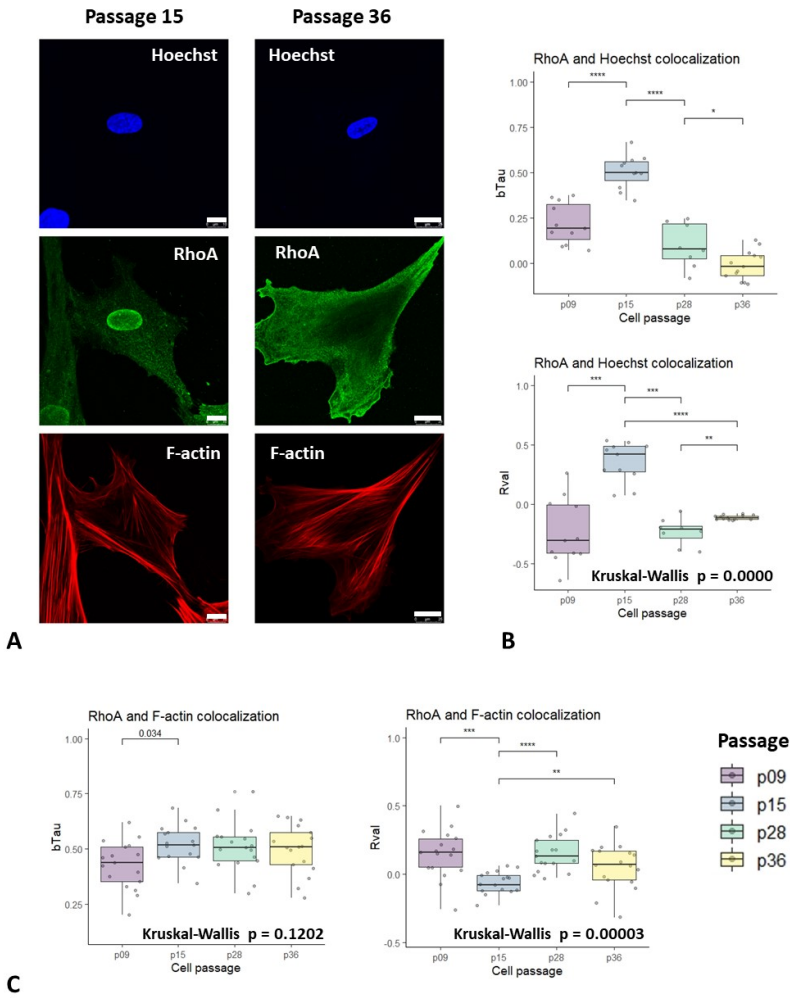 Passage 15
Passage 36
Hoechst
Hoechst
RhoA
RhoA
F-actin
F-actin
A
RhoA and Hoechst colocalization
1.00
0.75
0.50
0.25
0.00
bTau
****
****
*
p09
p15
p28
p36
Cell passage
RhoA and Hoechst colocalization
1.0
0.5
0.0
-0.5
Rval
***
***
****
**
Kruskal-Wallis p = 0.0000
p09
p15
p28
p36
Cell passage
B
RhoA and F-actin colocalization
1.00
0.75
0.50
0.25
bTau
0.034
Kruskal-Wallis p = 0.1202
p09
p15
p28
p36
Cell passage
RhoA and F-actin colocalization
1.0
0.5
0.0
-0.5
Rval
***
****
**
Kruskal-Wallis p = 0.00003
p09
p15
p28
p36
Cell passage
Passage
p09
p15
p28
p36
C